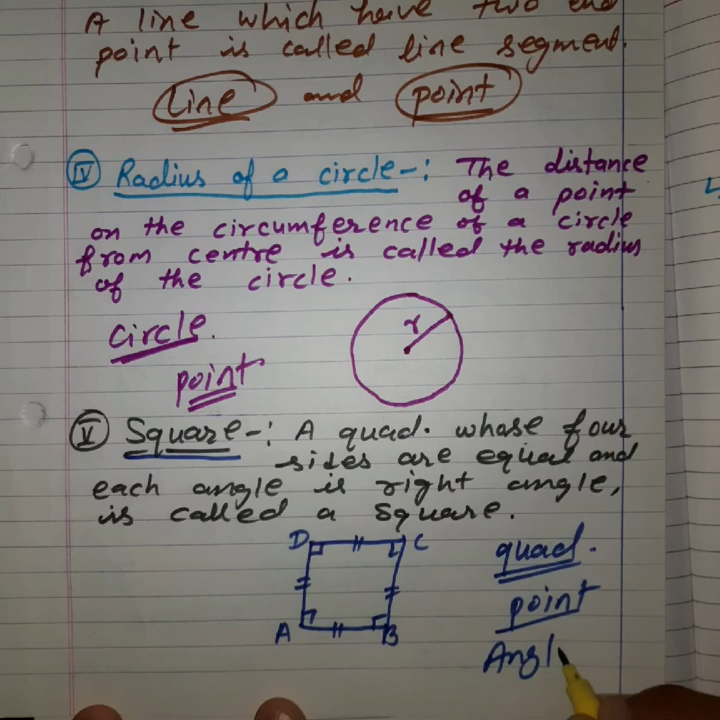 A line which have two end
point is called line segment.
line and point
IV Radius of a circle-: The distance
of a point
on the circumference of a circle
from centre is called the radius
of the circle.
circle.
r
point
V Square-: A quad. whose four
sides are equal and
each angle is right angle,
is called a square.
D C
quad.
point
A B
Angl